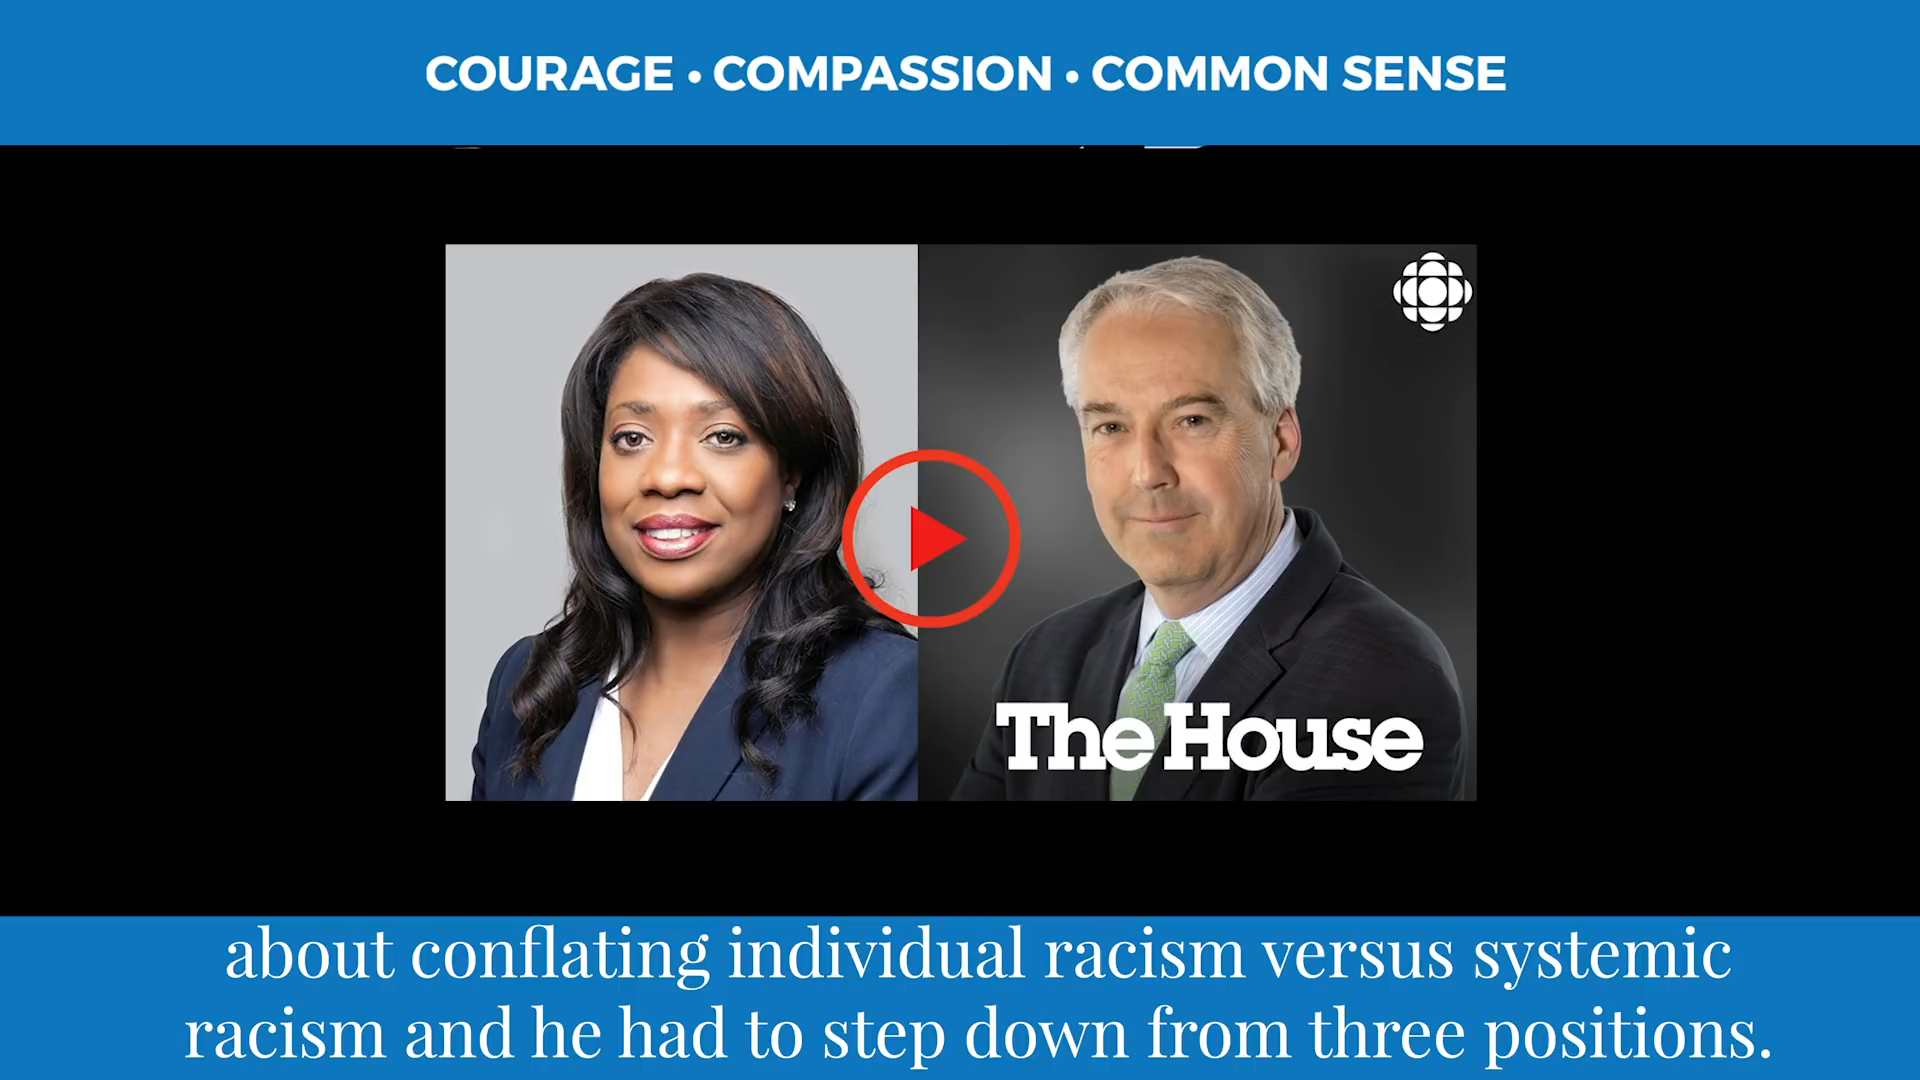 COURAGE • COMPASSION • COMMON SENSE
The House
about conflating individual racism versus systemic
racism and he had to step down from three positions.